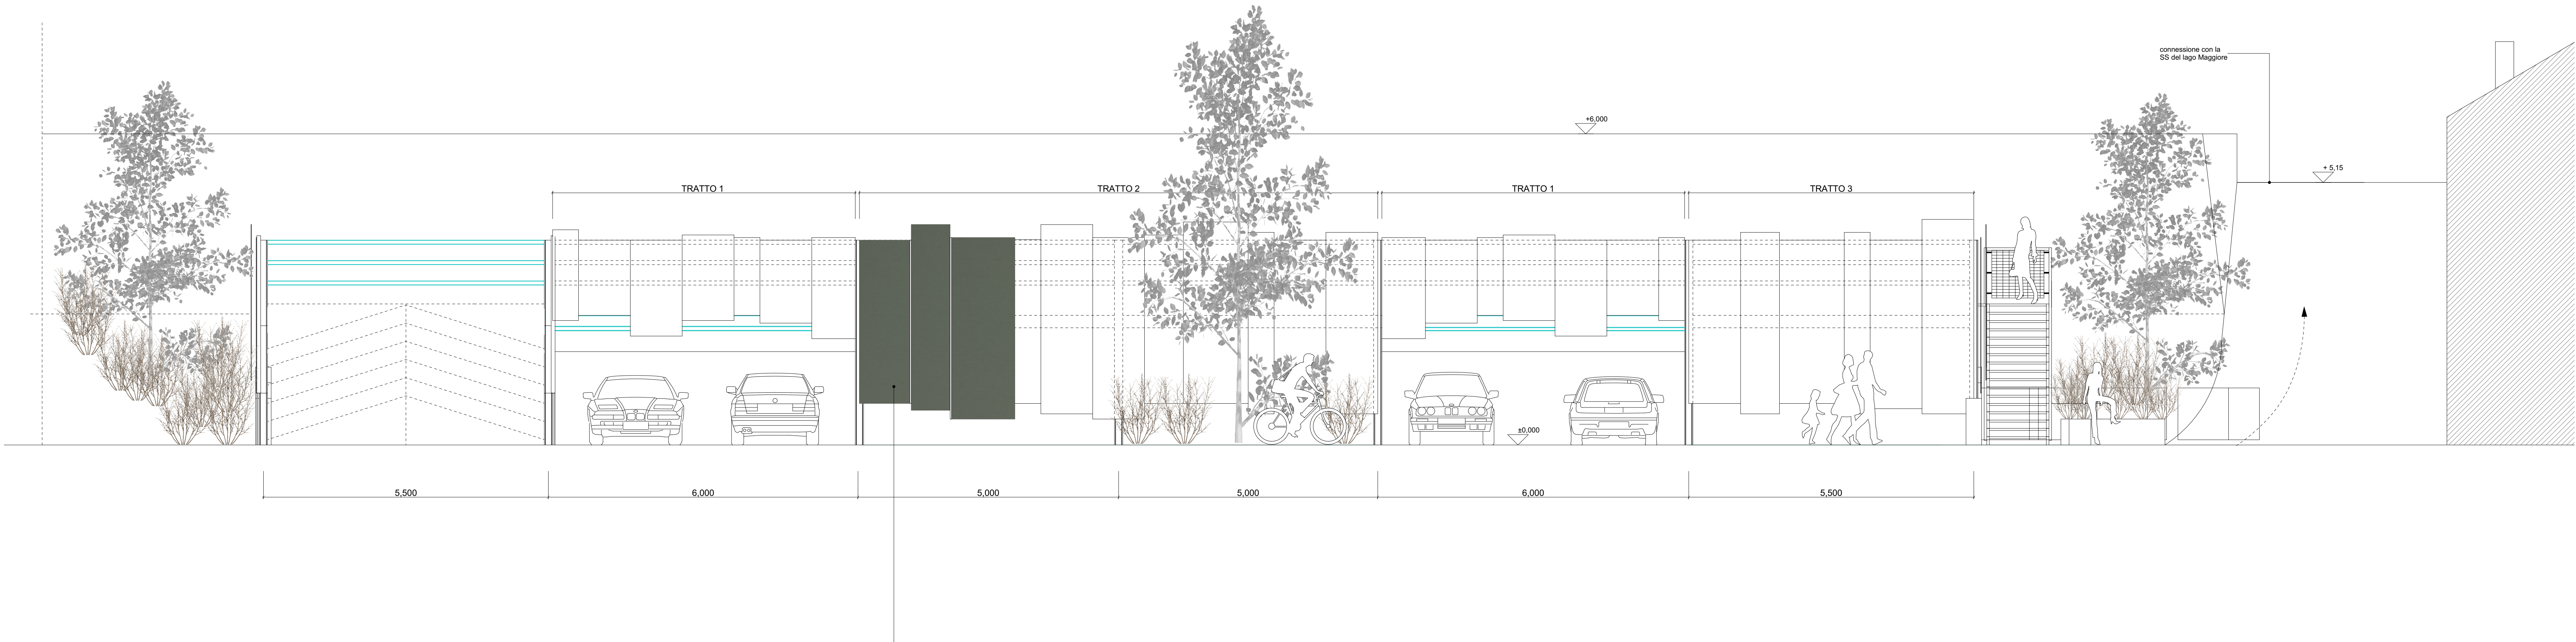 connessione con la
SS del lago Maggiore
+6,000
+ 5,15
TRATTO 1
TRATTO 2
TRATTO 1
TRATTO 3
±0,000
5,500
6,000
5,000
5,000
6,000
5,500